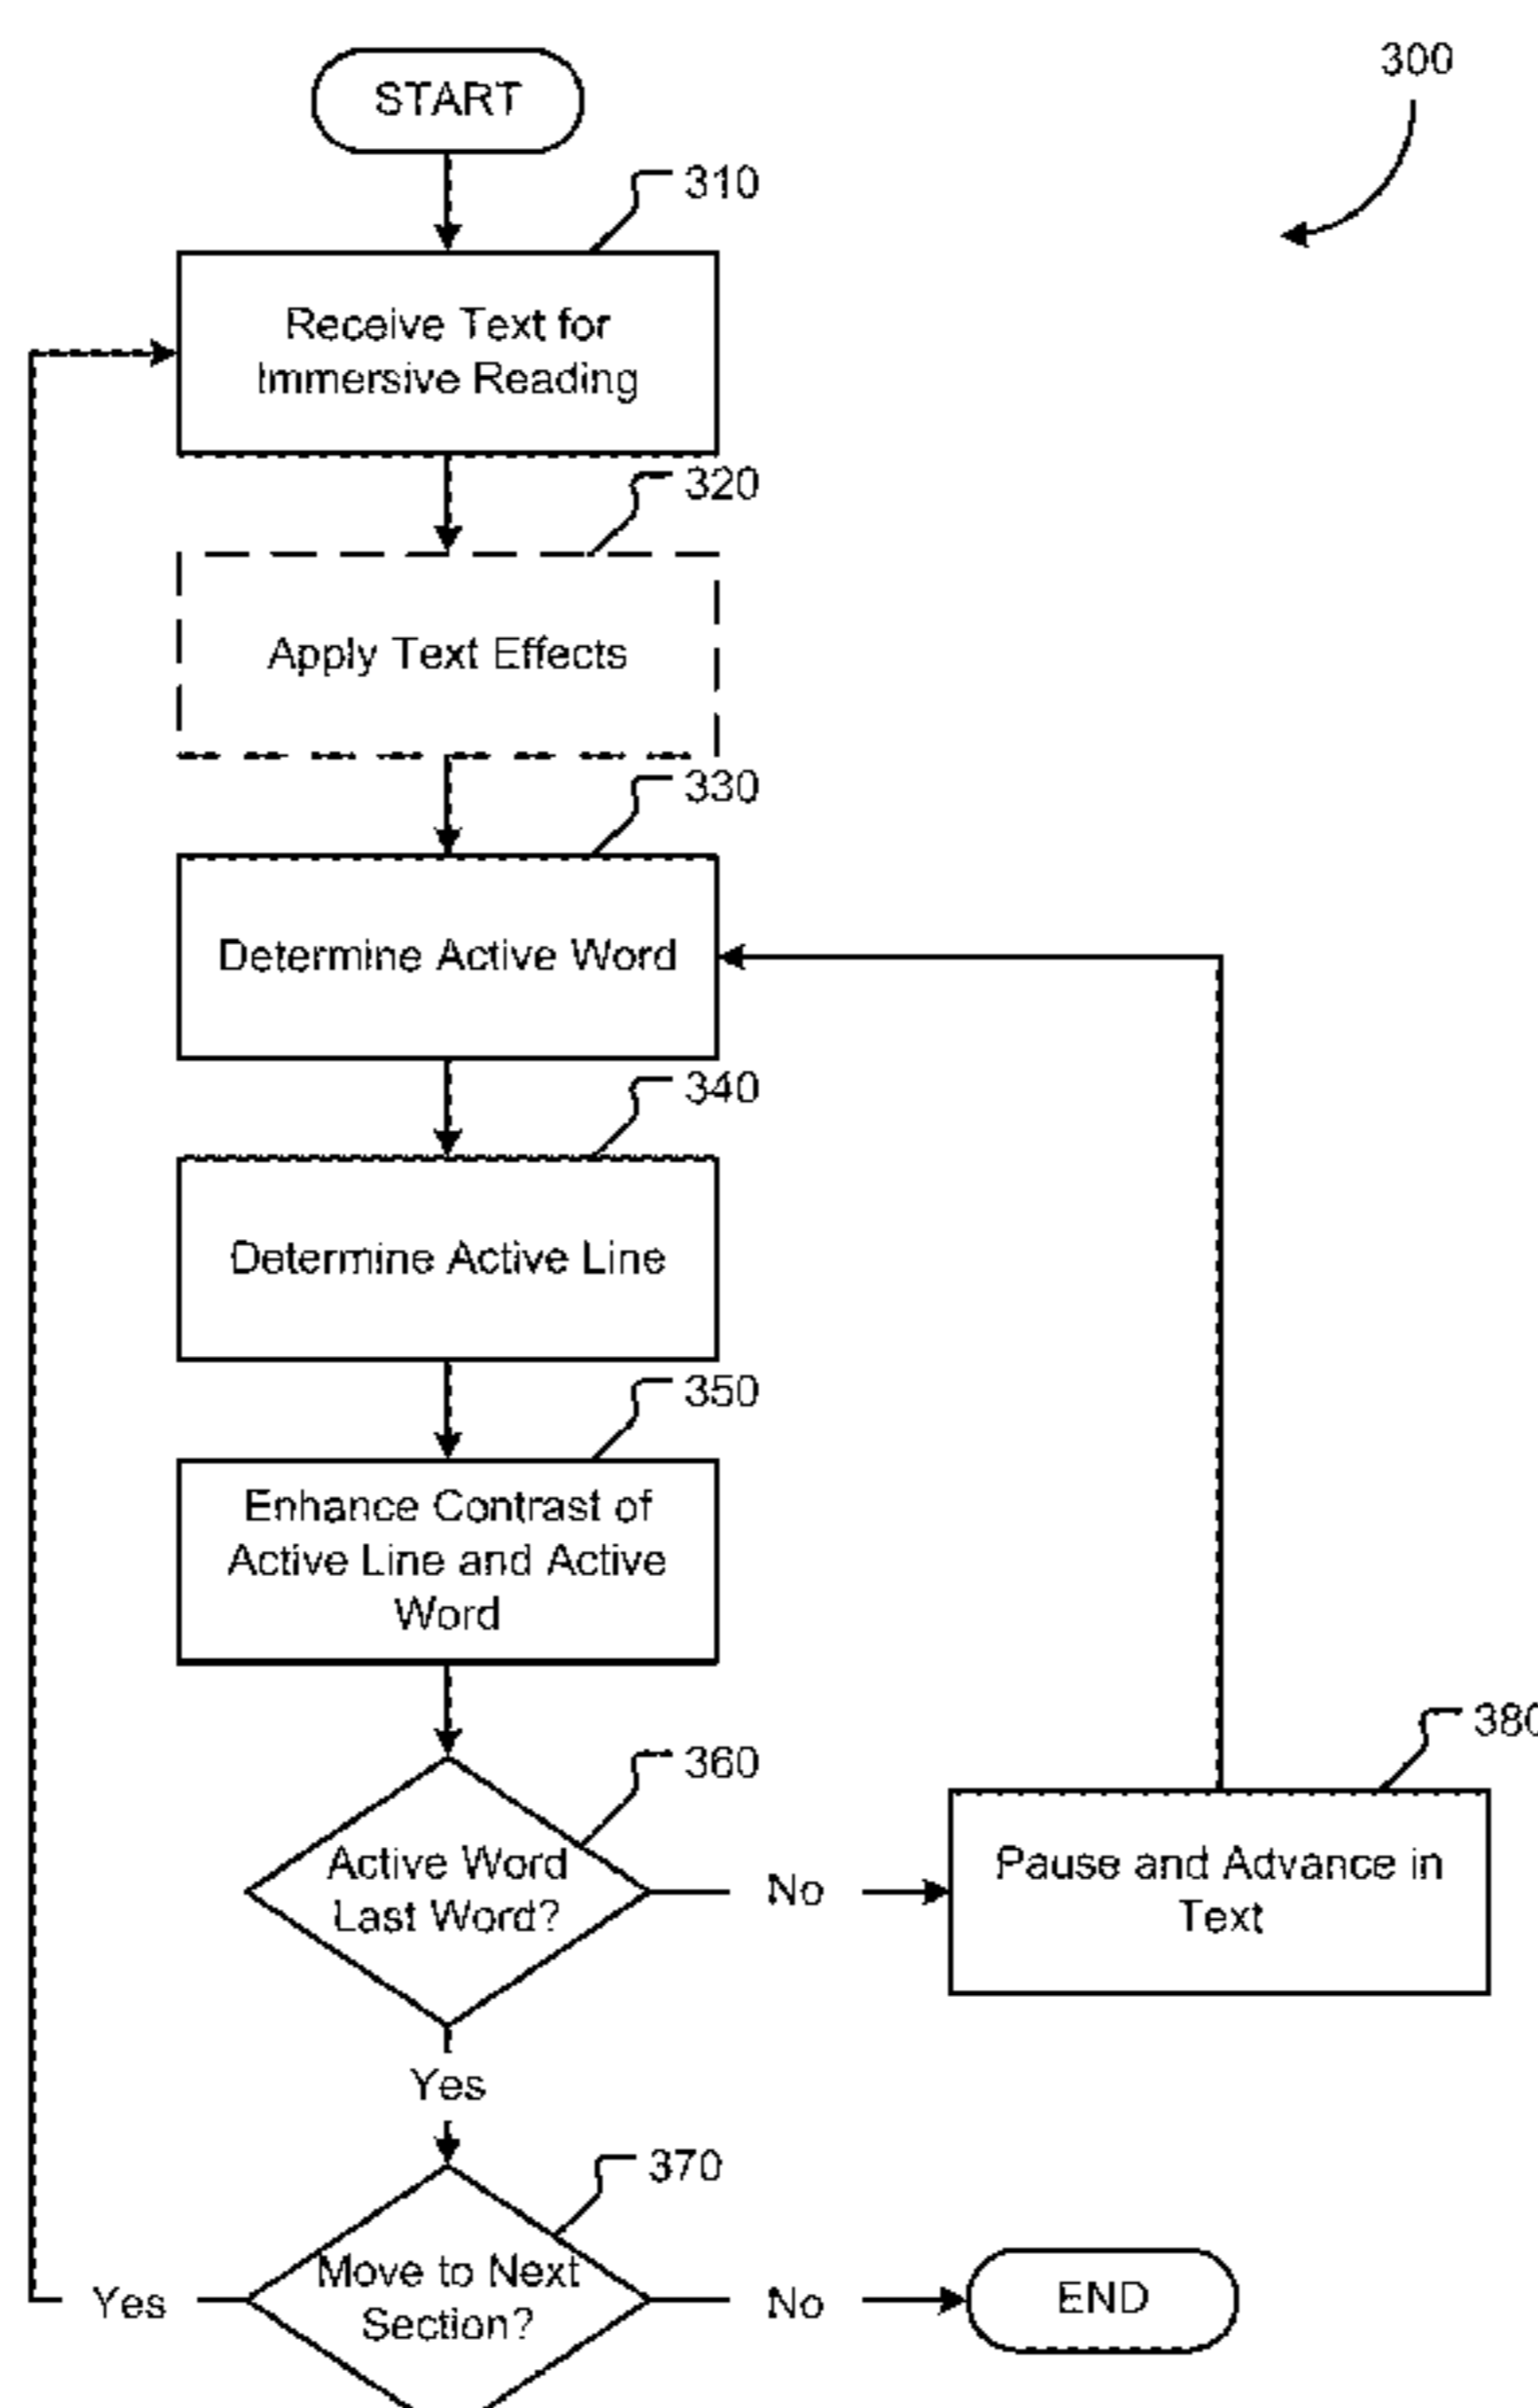 300
START
310
Receive Text for
Immersive Reading
320
Apply Text Effects
330
Determine Active Word
340
Determine Active Line
350
Enhance Contrast of
Active Line and Active
Word
360
Active Word
Last Word?
No
380
Pause and Advance in
Text
Yes
370
Move to Next
Section?
Yes
No
END